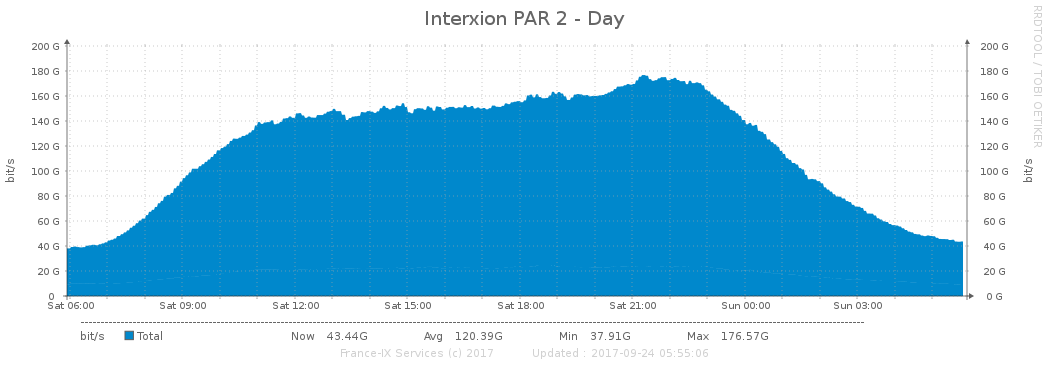 Interxion PAR 2 - Day
RRDTOOL / TOBI OETIKER
bit/s
bit/s
200 G 200 G
180 G 180 G
160 G 160 G
140 G 140 G
120 G 120 G
100 G 100 G
80 G 80 G
60 G 60 G
40 G 40 G
20 G 20 G
0 0 G
Sat 06:00 Sat 09:00 Sat 12:00 Sat 15:00 Sat 18:00 Sat 21:00 Sun 00:00 Sun 03:00
bit/s Total Now 43.44G Avg 120.39G Min 37.91G Max 176.57G
France-IX Services (c) 2017 Updated : 2017-09-24 05:55:06